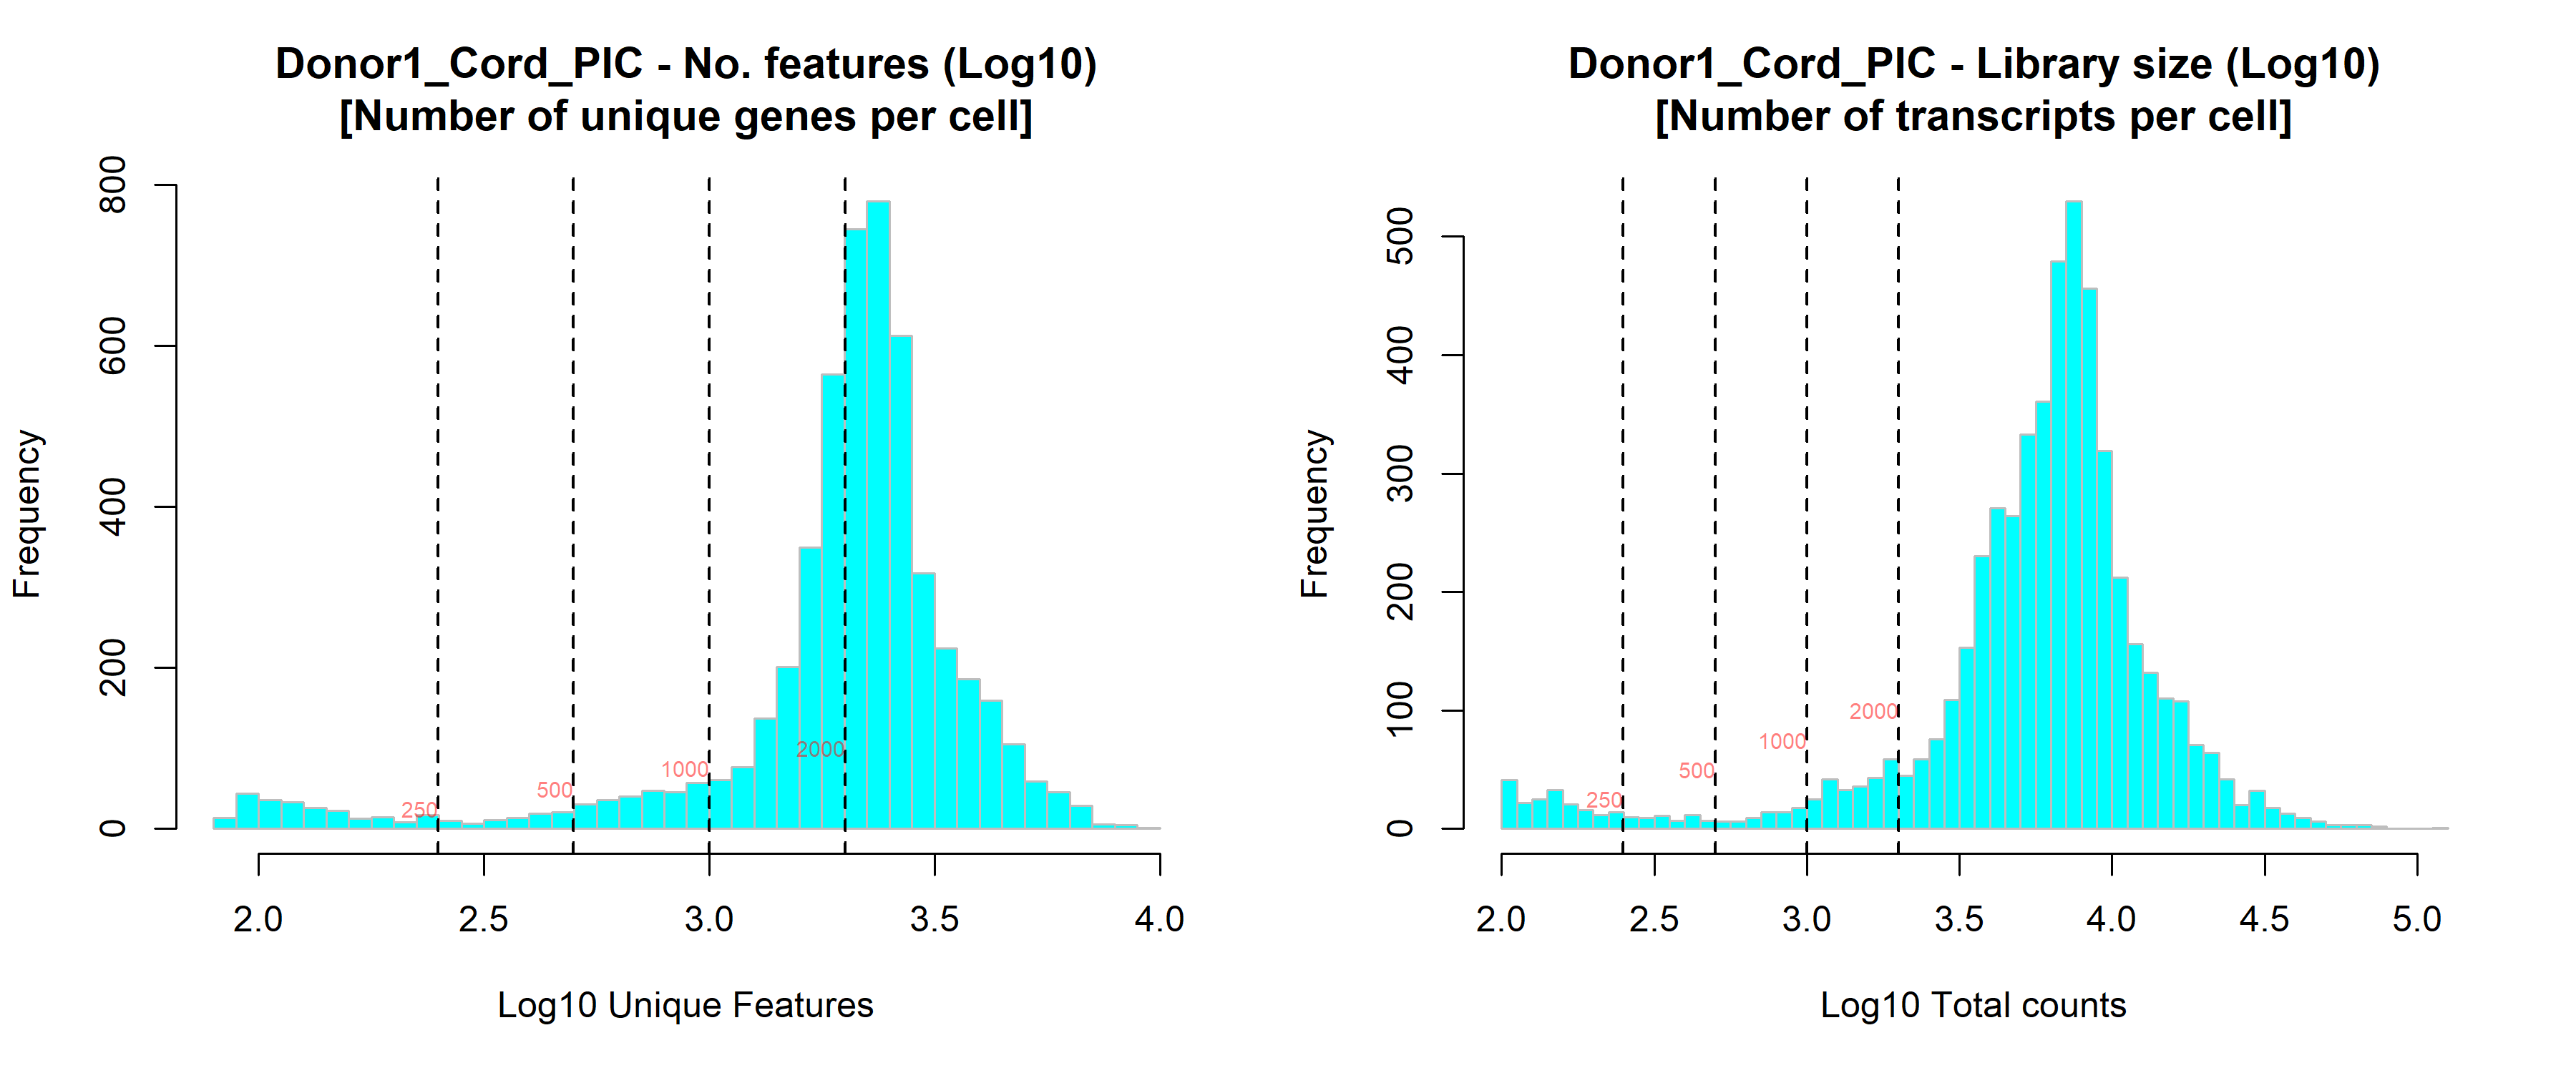 Donor1_Cord_PIC - No. features (Log10)
[Number of unique genes per cell]
800
600
400
200
0
Frequency
250
500
1000
2000
2.0 2.5 3.0 3.5 4.0
Log10 Unique Features
Donor1_Cord_PIC - Library size (Log10)
[Number of transcripts per cell]
500
400
300
200
100
0
Frequency
250
500
1000
2000
2.0 2.5 3.0 3.5 4.0 4.5 5.0
Log10 Total counts